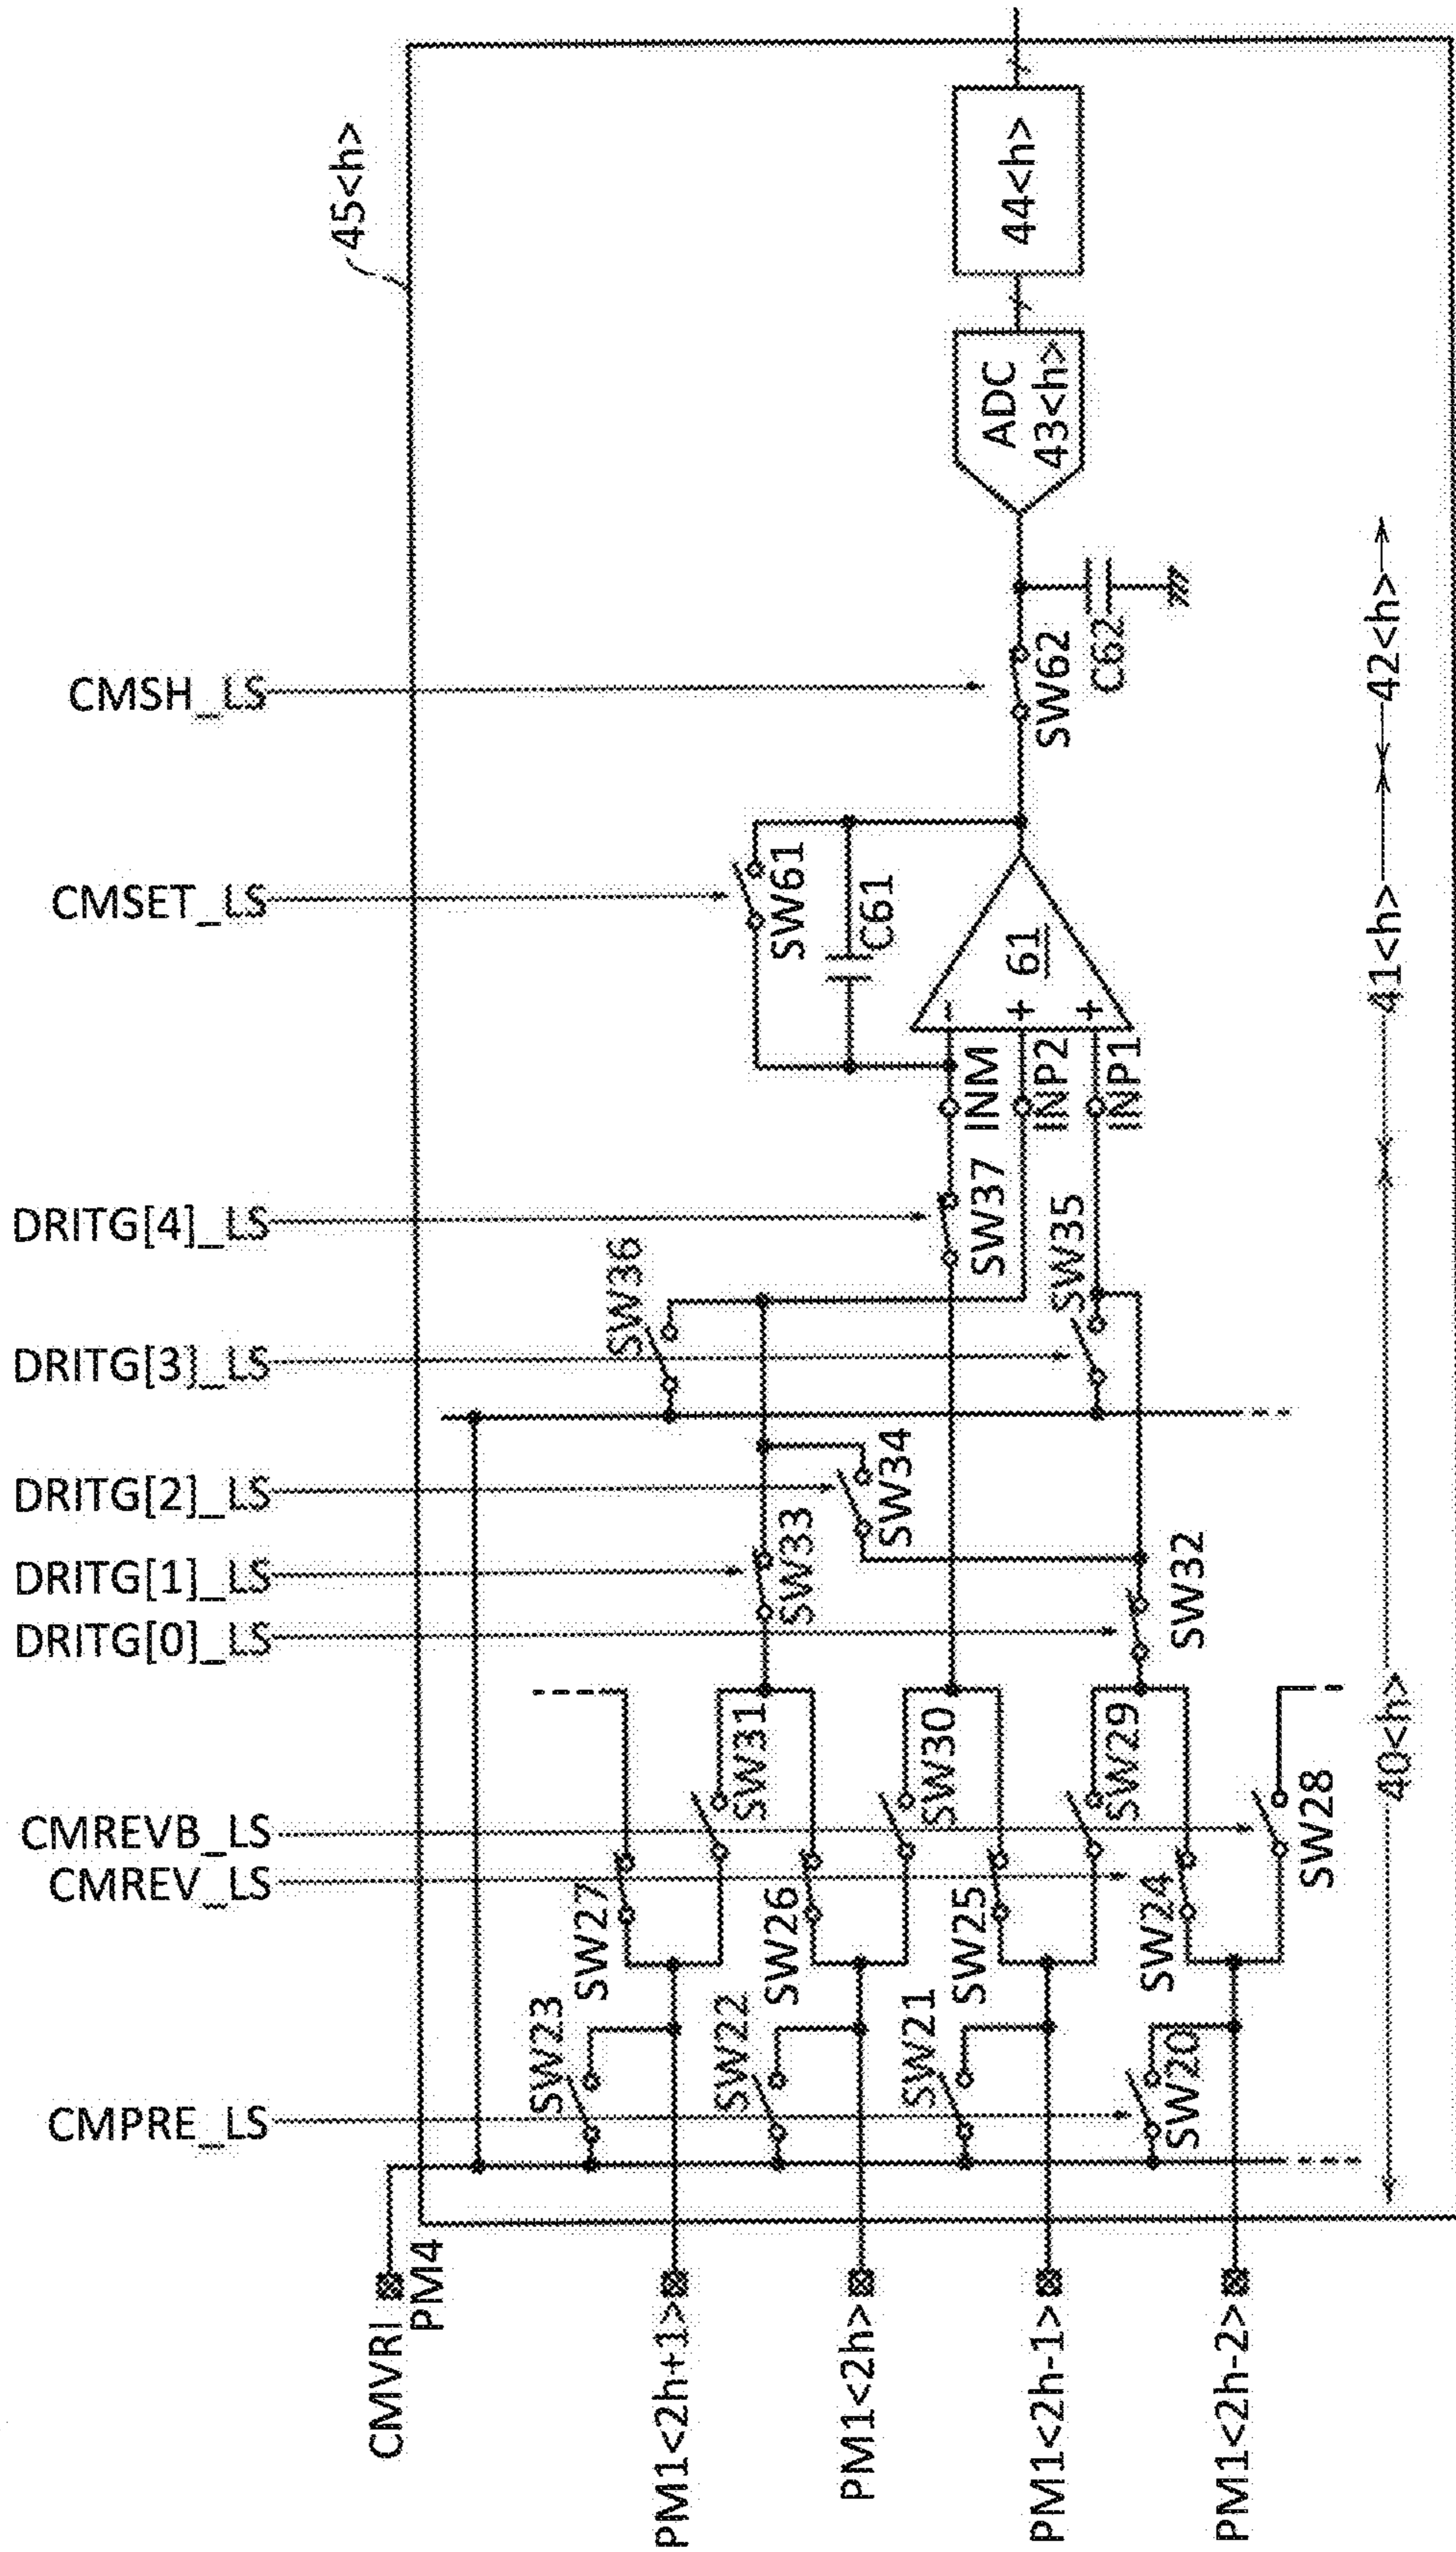 45<h>
44<h>
ADC
43<h>
CMSH_LS
SW62
C62
42<h>
CMSET_LS
SW61
C61
61
-
+
+
41<h>
INM
INP2
INP1
DRITG[4]_LS
SW37
SW36
SW35
DRITG[3]_LS
DRITG[2]_LS
SW34
DRITG[1]_LS
SW33
DRITG[0]_LS
SW32
SW31
SW30
SW29
SW28
40<h>
CMREVB_LS
CMREV_LS
SW27
SW26
SW25
SW24
SW23
SW22
SW21
SW20
CMPRE_LS
CMVRI
PM4
PM1<2h+1>
PM1<2h>
PM1<2h-1>
PM1<2h-2>